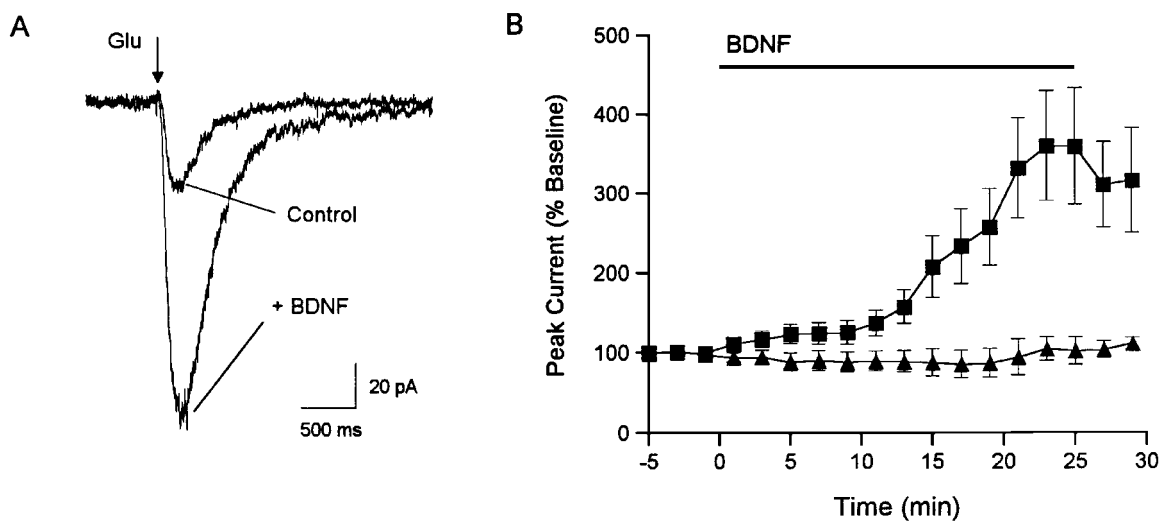 A
Glu
Control
+ BDNF
20 pA
500 ms
B
BDNF
Peak Current (% Baseline)
500
400
300
200
100
0
-5 0 5 10 15 20 25 30
Time (min)